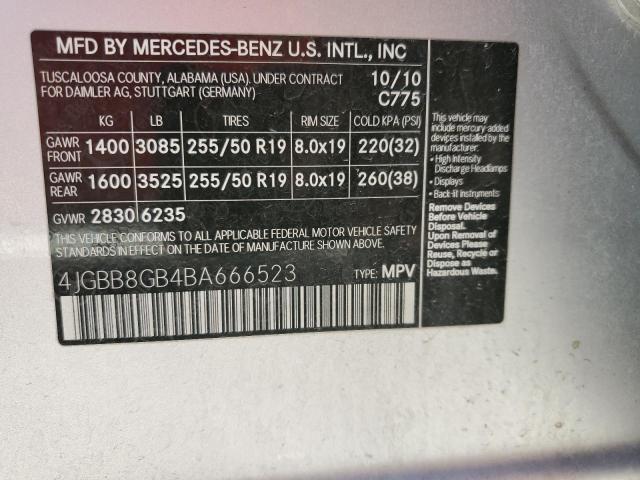 MFD BY MERCEDES-BENZ U.S. INTL., INC
TUSCALOOSA COUNTY, ALABAMA (USA). UNDER CONTRACT 10/10
FOR DAIMLER AG, STUTTGART (GERMANY) C775
KG LB TIRES RIM SIZE COLD KPA (PSI)
GAWR FRONT 1400 3085 255/50 R19 8.0x19 220(32)
GAWR REAR 1600 3525 255/50 R19 8.0x19 260(38)
GVWR 2830 6235
THIS VEHICLE CONFORMS TO ALL APPLICABLE FEDERAL MOTOR VEHICLE SAFETY
STANDARDS IN EFFECT ON THE DATE OF MANUFACTURE SHOWN ABOVE.
4JGBB8GB4BA666523 TYPE: MPV
This vehicle may
include mercury-added
devices installed by the
manufacturer:
• High Intensity
Discharge Headlamps
• Displays
• Back-lit instruments
Remove Devices
Before Vehicle
Disposal.
Upon Removal
of Devices Please
Reuse, Recycle or
Dispose as
Hazardous Waste.